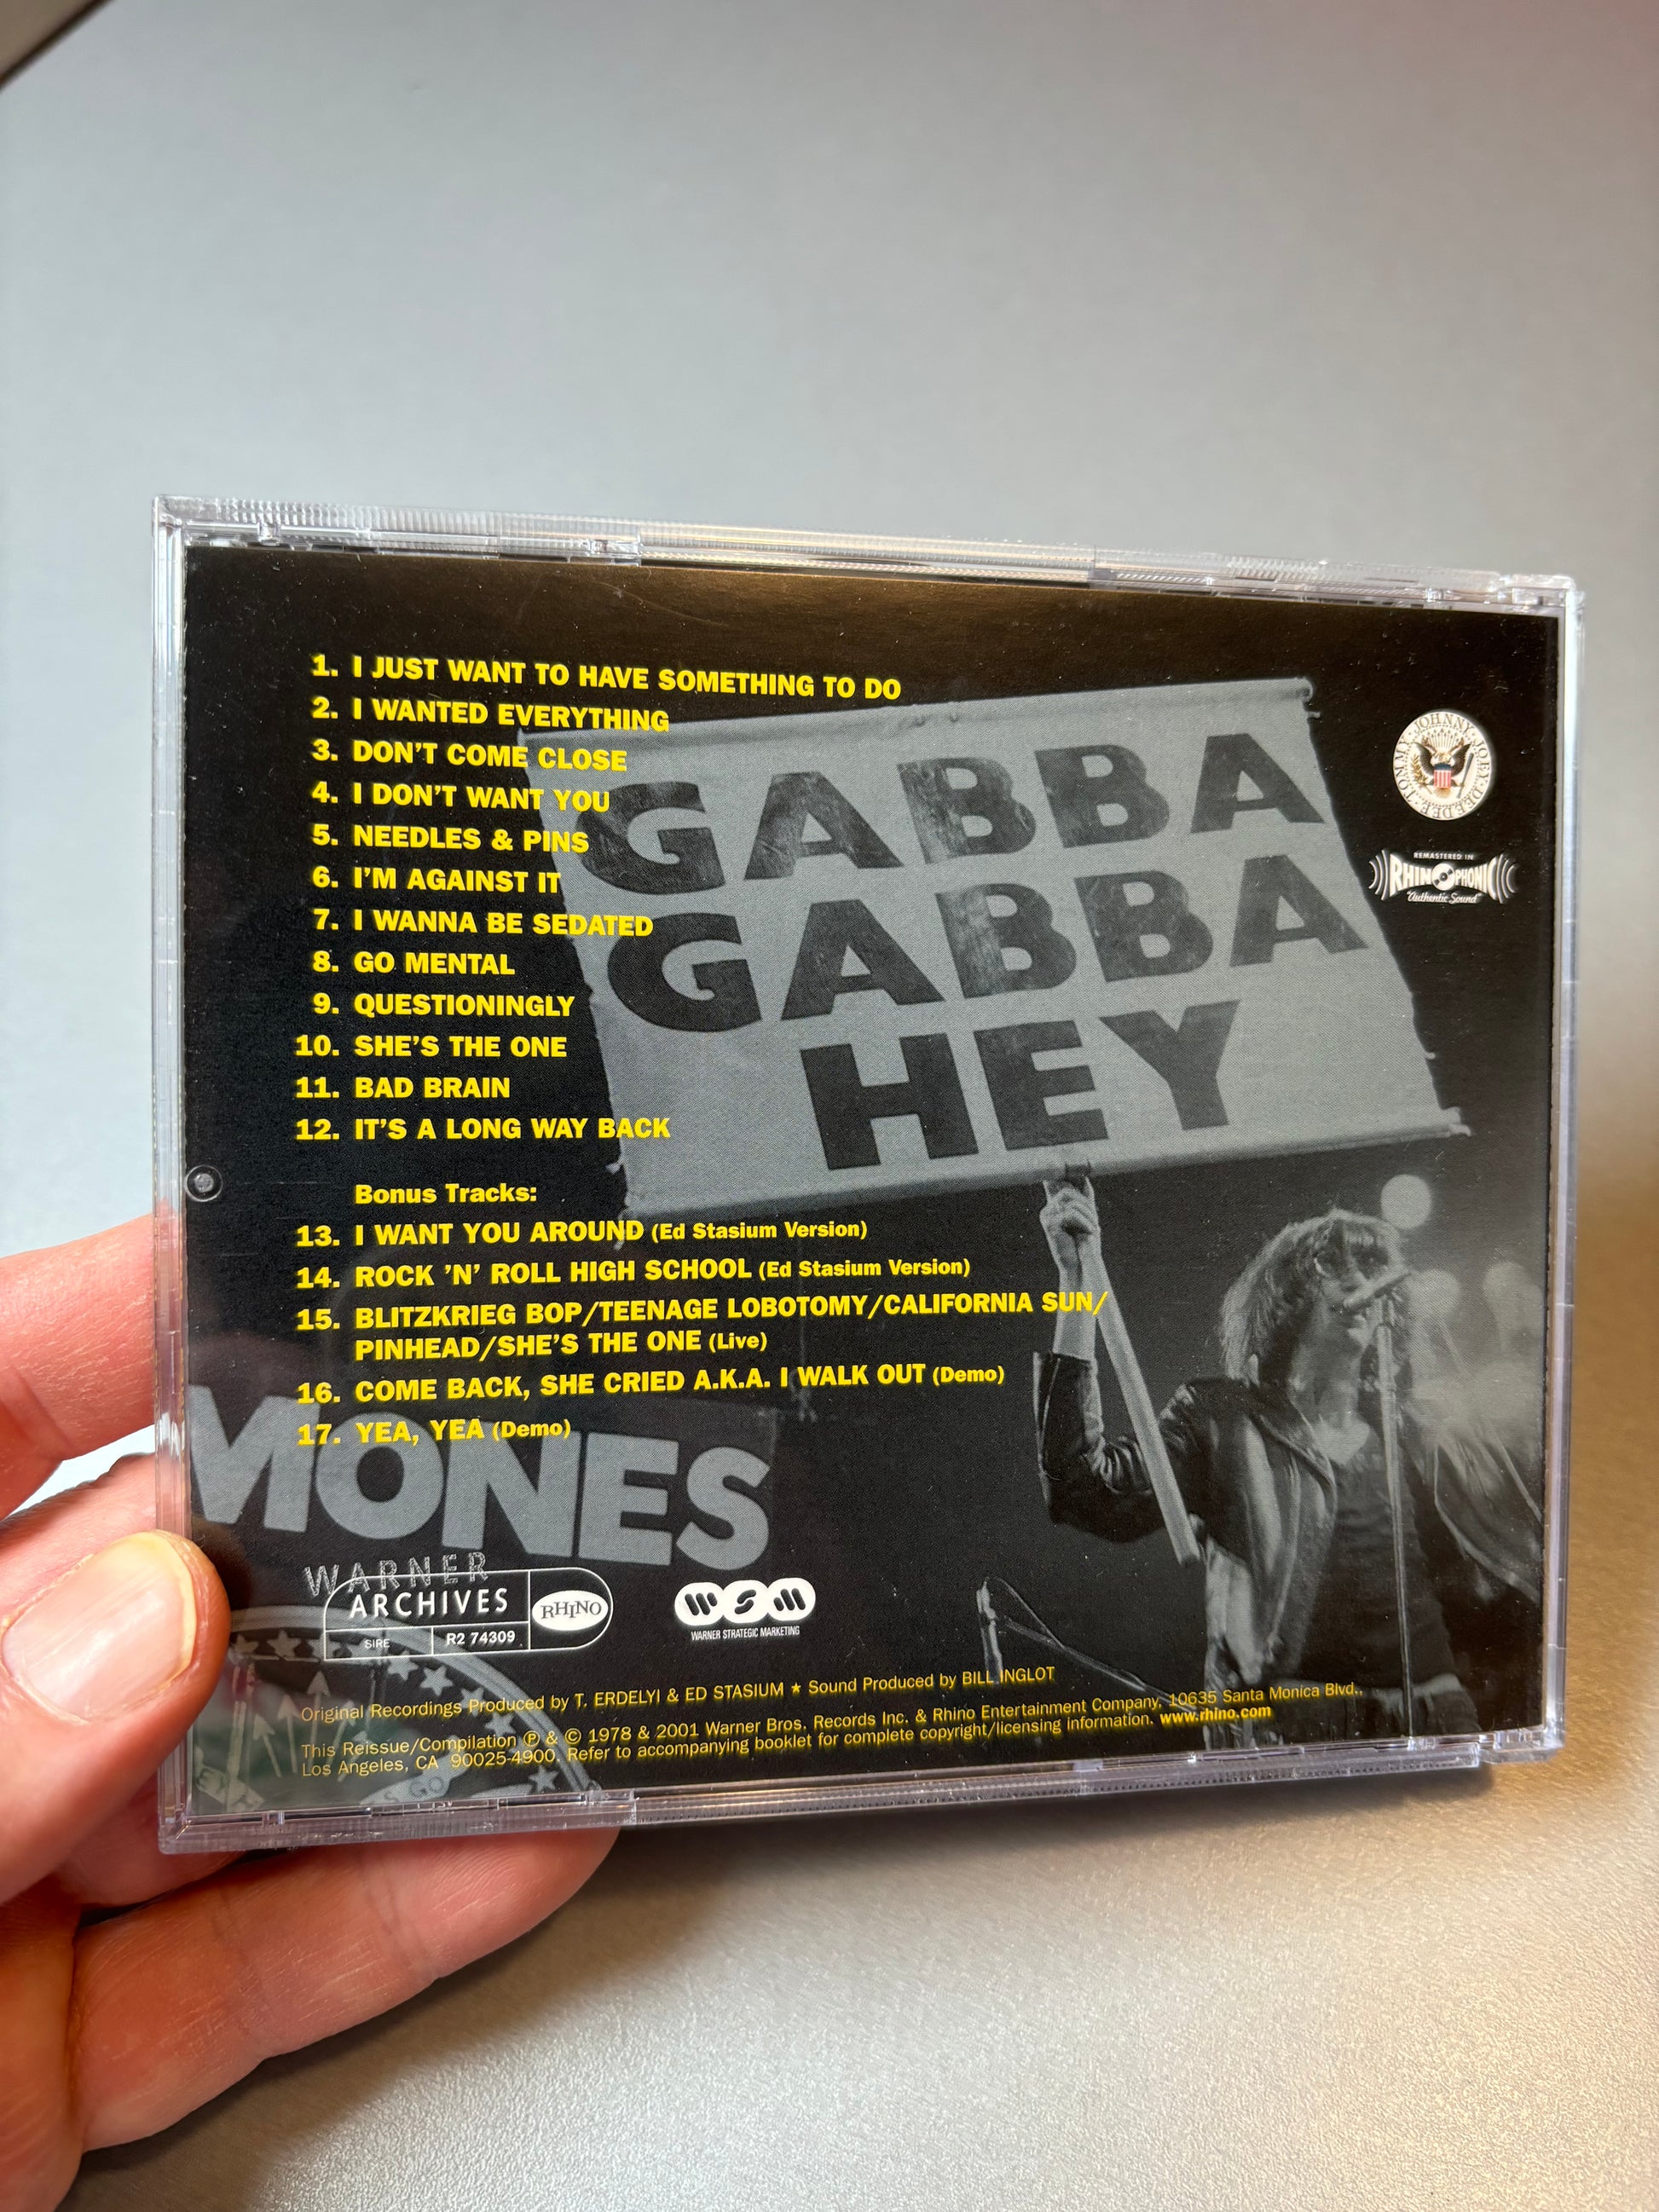 1. I JUST WANT TO HAVE SOMETHING TO DO
2. I WANTED EVERYTHING
3. DON'T COME CLOSE
4. I DON'T WANT YOU
5. NEEDLES & PINS
6. I'M AGAINST IT
7. I WANNA BE SEDATED
8. GO MENTAL
9. QUESTIONINGLY
10. SHE'S THE ONE
11. BAD BRAIN
12. IT'S A LONG WAY BACK
Bonus Tracks:
13. I WANT YOU AROUND (Ed Stasium Version)
14. ROCK 'N' ROLL HIGH SCHOOL (Ed Stasium Version)
15. BLITZKRIEG BOP/TEENAGE LOBOTOMY/CALIFORNIA SUN/
PINHEAD/SHE'S THE ONE (Live)
16. COME BACK, SHE CRIED A.K.A. I WALK OUT (Demo)
17. YEA, YEA (Demo)
GABBA
GABBA
HEY
JOHNNY JOEY DEE DEE TOMMY
REMASTERED IN
RHINOPHONIC
"Authentic Sound"
MONES
WARNER
ARCHIVES
RHINO
SIRE
R2 74309
WSM
WARNER STRATEGIC MARKETING
Original Recordings Produced by T. ERDELYI & ED STASIUM ★ Sound Produced by BILL INGLOT
This Reissue/Compilation ℗ & © 1978 & 2001 Warner Bros. Records Inc. & Rhino Entertainment Company, 10635 Santa Monica Blvd.,
Los Angeles, CA 90025-4900. Refer to accompanying booklet for complete copyright/licensing information. www.rhino.com